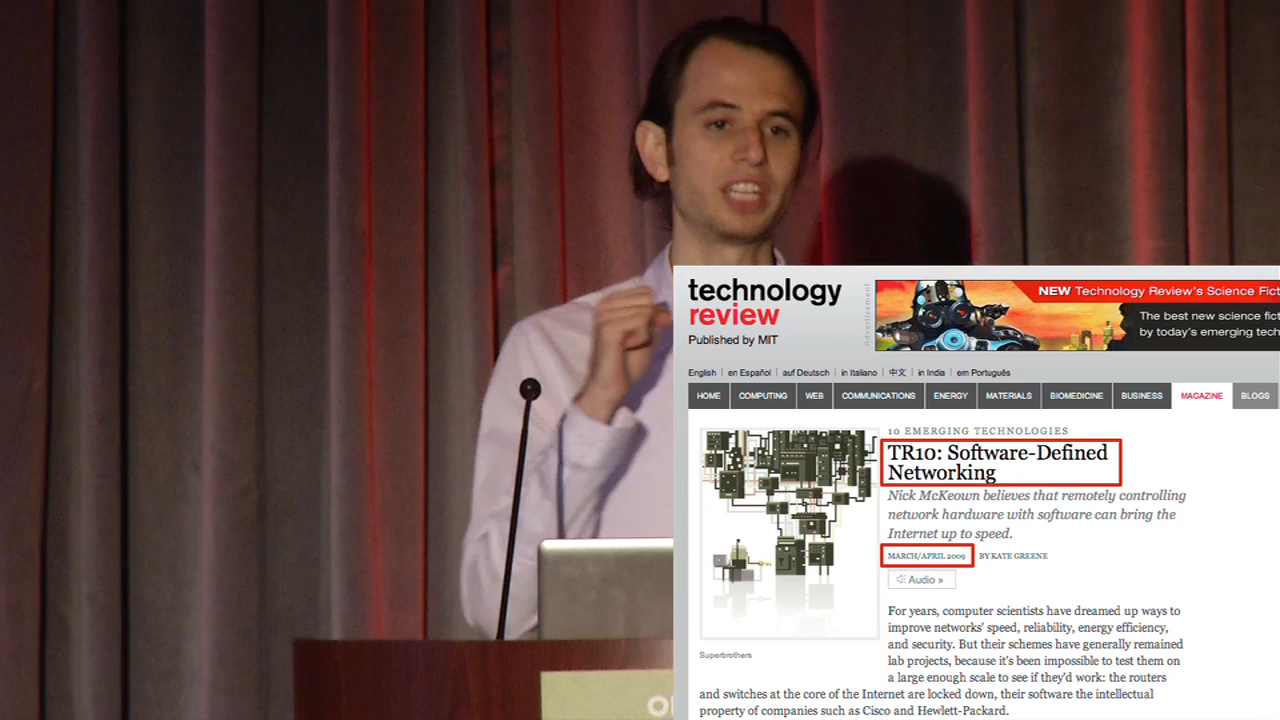 technology
review
Published by MIT
Advertisement
NEW Technology Review's Science Fict
The best new science fic
by today's emerging tech
English | en Español | auf Deutsch | in Italiano | 中文 | in India | em Português
HOME COMPUTING WEB COMMUNICATIONS ENERGY MATERIALS BIOMEDICINE BUSINESS MAGAZINE BLOGS
10 EMERGING TECHNOLOGIES
TR10: Software-Defined
Networking
Nick McKeown believes that remotely controlling
network hardware with software can bring the
Internet up to speed.
MARCH/APRIL 2009 BY KATE GREENE
Audio »
For years, computer scientists have dreamed up ways to
improve networks' speed, reliability, energy efficiency,
and security. But their schemes have generally remained
lab projects, because it's been impossible to test them on
a large enough scale to see if they'd work: the routers
Superbrothers
and switches at the core of the Internet are locked down, their software the intellectual
property of companies such as Cisco and Hewlett-Packard.